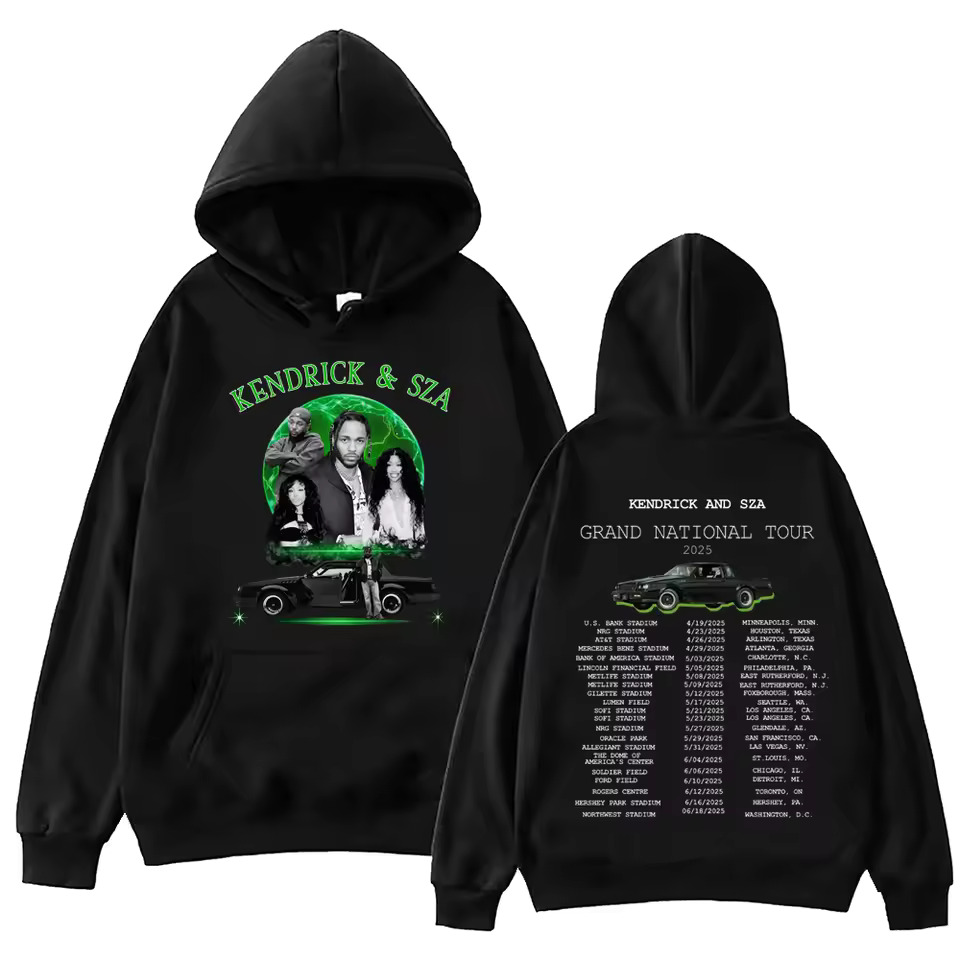 KENDRICK & SZA
KENDRICK AND SZA
GRAND NATIONAL TOUR
2025
U.S. BANK STADIUM 4/19/2025 MINNEAPOLIS, MINN.
NRG STADIUM 4/23/2025 HOUSTON, TEXAS
AT&T STADIUM 4/26/2025 ARLINGTON, TEXAS
MERCEDES BENZ STADIUM 4/29/2025 ATLANTA, GEORGIA
BANK OF AMERICA STADIUM 5/03/2025 CHARLOTTE, N.C.
LINCOLN FINANCIAL FIELD 5/05/2025 PHILADELPHIA, PA.
METLIFE STADIUM 5/08/2025 EAST RUTHERFORD, N.J.
METLIFE STADIUM 5/09/2025 EAST RUTHERFORD, N.J.
GILETTE STADIUM 5/12/2025 FOXBOROUGH, MASS.
LUMEN FIELD 5/17/2025 SEATTLE, WA.
SOFI STADIUM 5/21/2025 LOS ANGELES, CA.
SOFI STADIUM 5/23/2025 LOS ANGELES, CA.
NRG STADIUM 5/27/2025 GLENDALE, AZ.
ORACLE PARK 5/29/2025 SAN FRANCISCO, CA.
ALLEGIANT STADIUM 5/31/2025 LAS VEGAS, NV.
THE DOME OF
AMERICA'S CENTER 6/04/2025 ST.LOUIS, MO.
SOLDIER FIELD 6/06/2025 CHICAGO, IL.
FORD FIELD 6/10/2025 DETROIT, MI.
ROGERS CENTRE 6/12/2025 TORONTO, ON
HERSHEY PARK STADIUM 6/16/2025 HERSHEY, PA.
NORTHWEST STADIUM 06/18/2025 WASHINGTON, D.C.